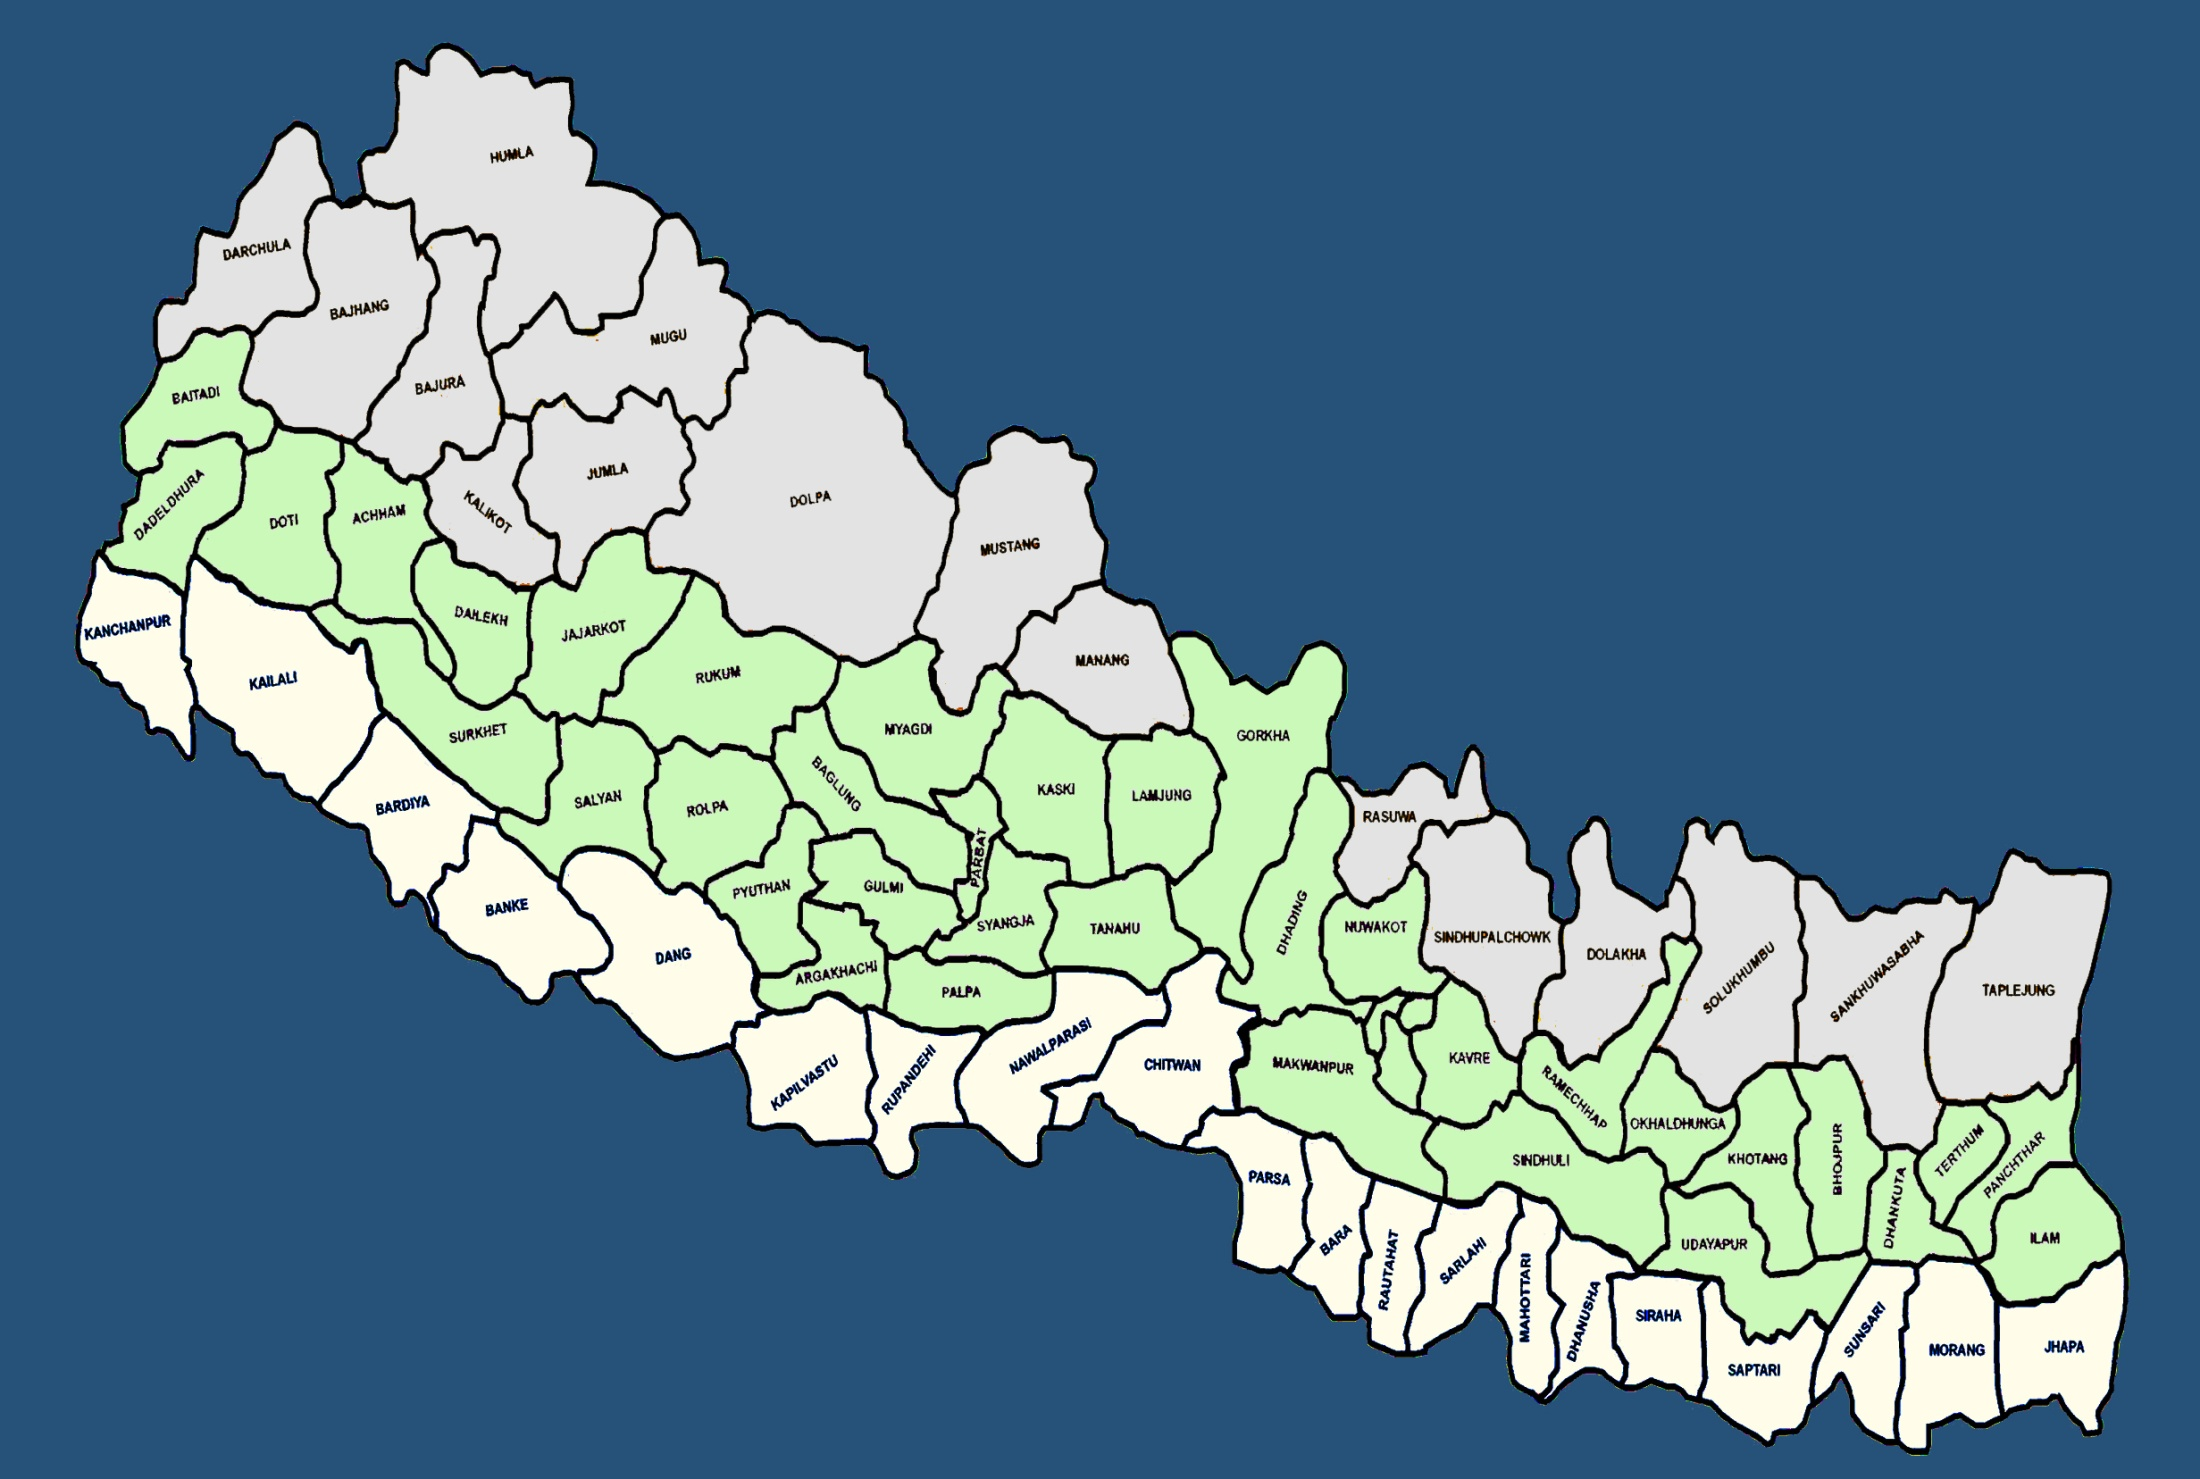 HUMLA
DARCHULA
BAJHANG
MUGU
BAJURA
BAITADI
JUMLA
DOLPA
KALIKOT
DADELDHURA
DOTI
ACHHAM
MUSTANG
DAILEKH
JAJARKOT
KANCHANPUR
MANANG
RUKUM
KAILALI
SURKHET
MYAGDI
GORKHA
BAGLUNG
KASKI
LAMJUNG
SALYAN
BARDIYA
ROLPA
RASUWA
PARBAT
PYUTHAN
GULMI
BANKE
SYANGJA
TANAHU
DHADING
NUWAKOT
SINDHUPALCHOWK
DOLAKHA
DANG
ARGAKHACHI
PALPA
SOLUKHUMBU
SANKHUWASABHA
TAPLEJUNG
NAWALPARASI
KAVRE
CHITWAN
MAKWANPUR
KAPILVASTU
RUPANDEHI
RAMECHHAP
OKHALDHUNGA
SINDHULI
KHOTANG
BHOJPUR
TERTHUM
PANCHTHAR
PARSA
DHANKUTA
BARA
UDAYAPUR
ILAM
RAUTAHAT
SARLAHI
MAHOTTARI
DHANUSHA
SIRAHA
SUNSARI
SAPTARI
MORANG
JHAPA